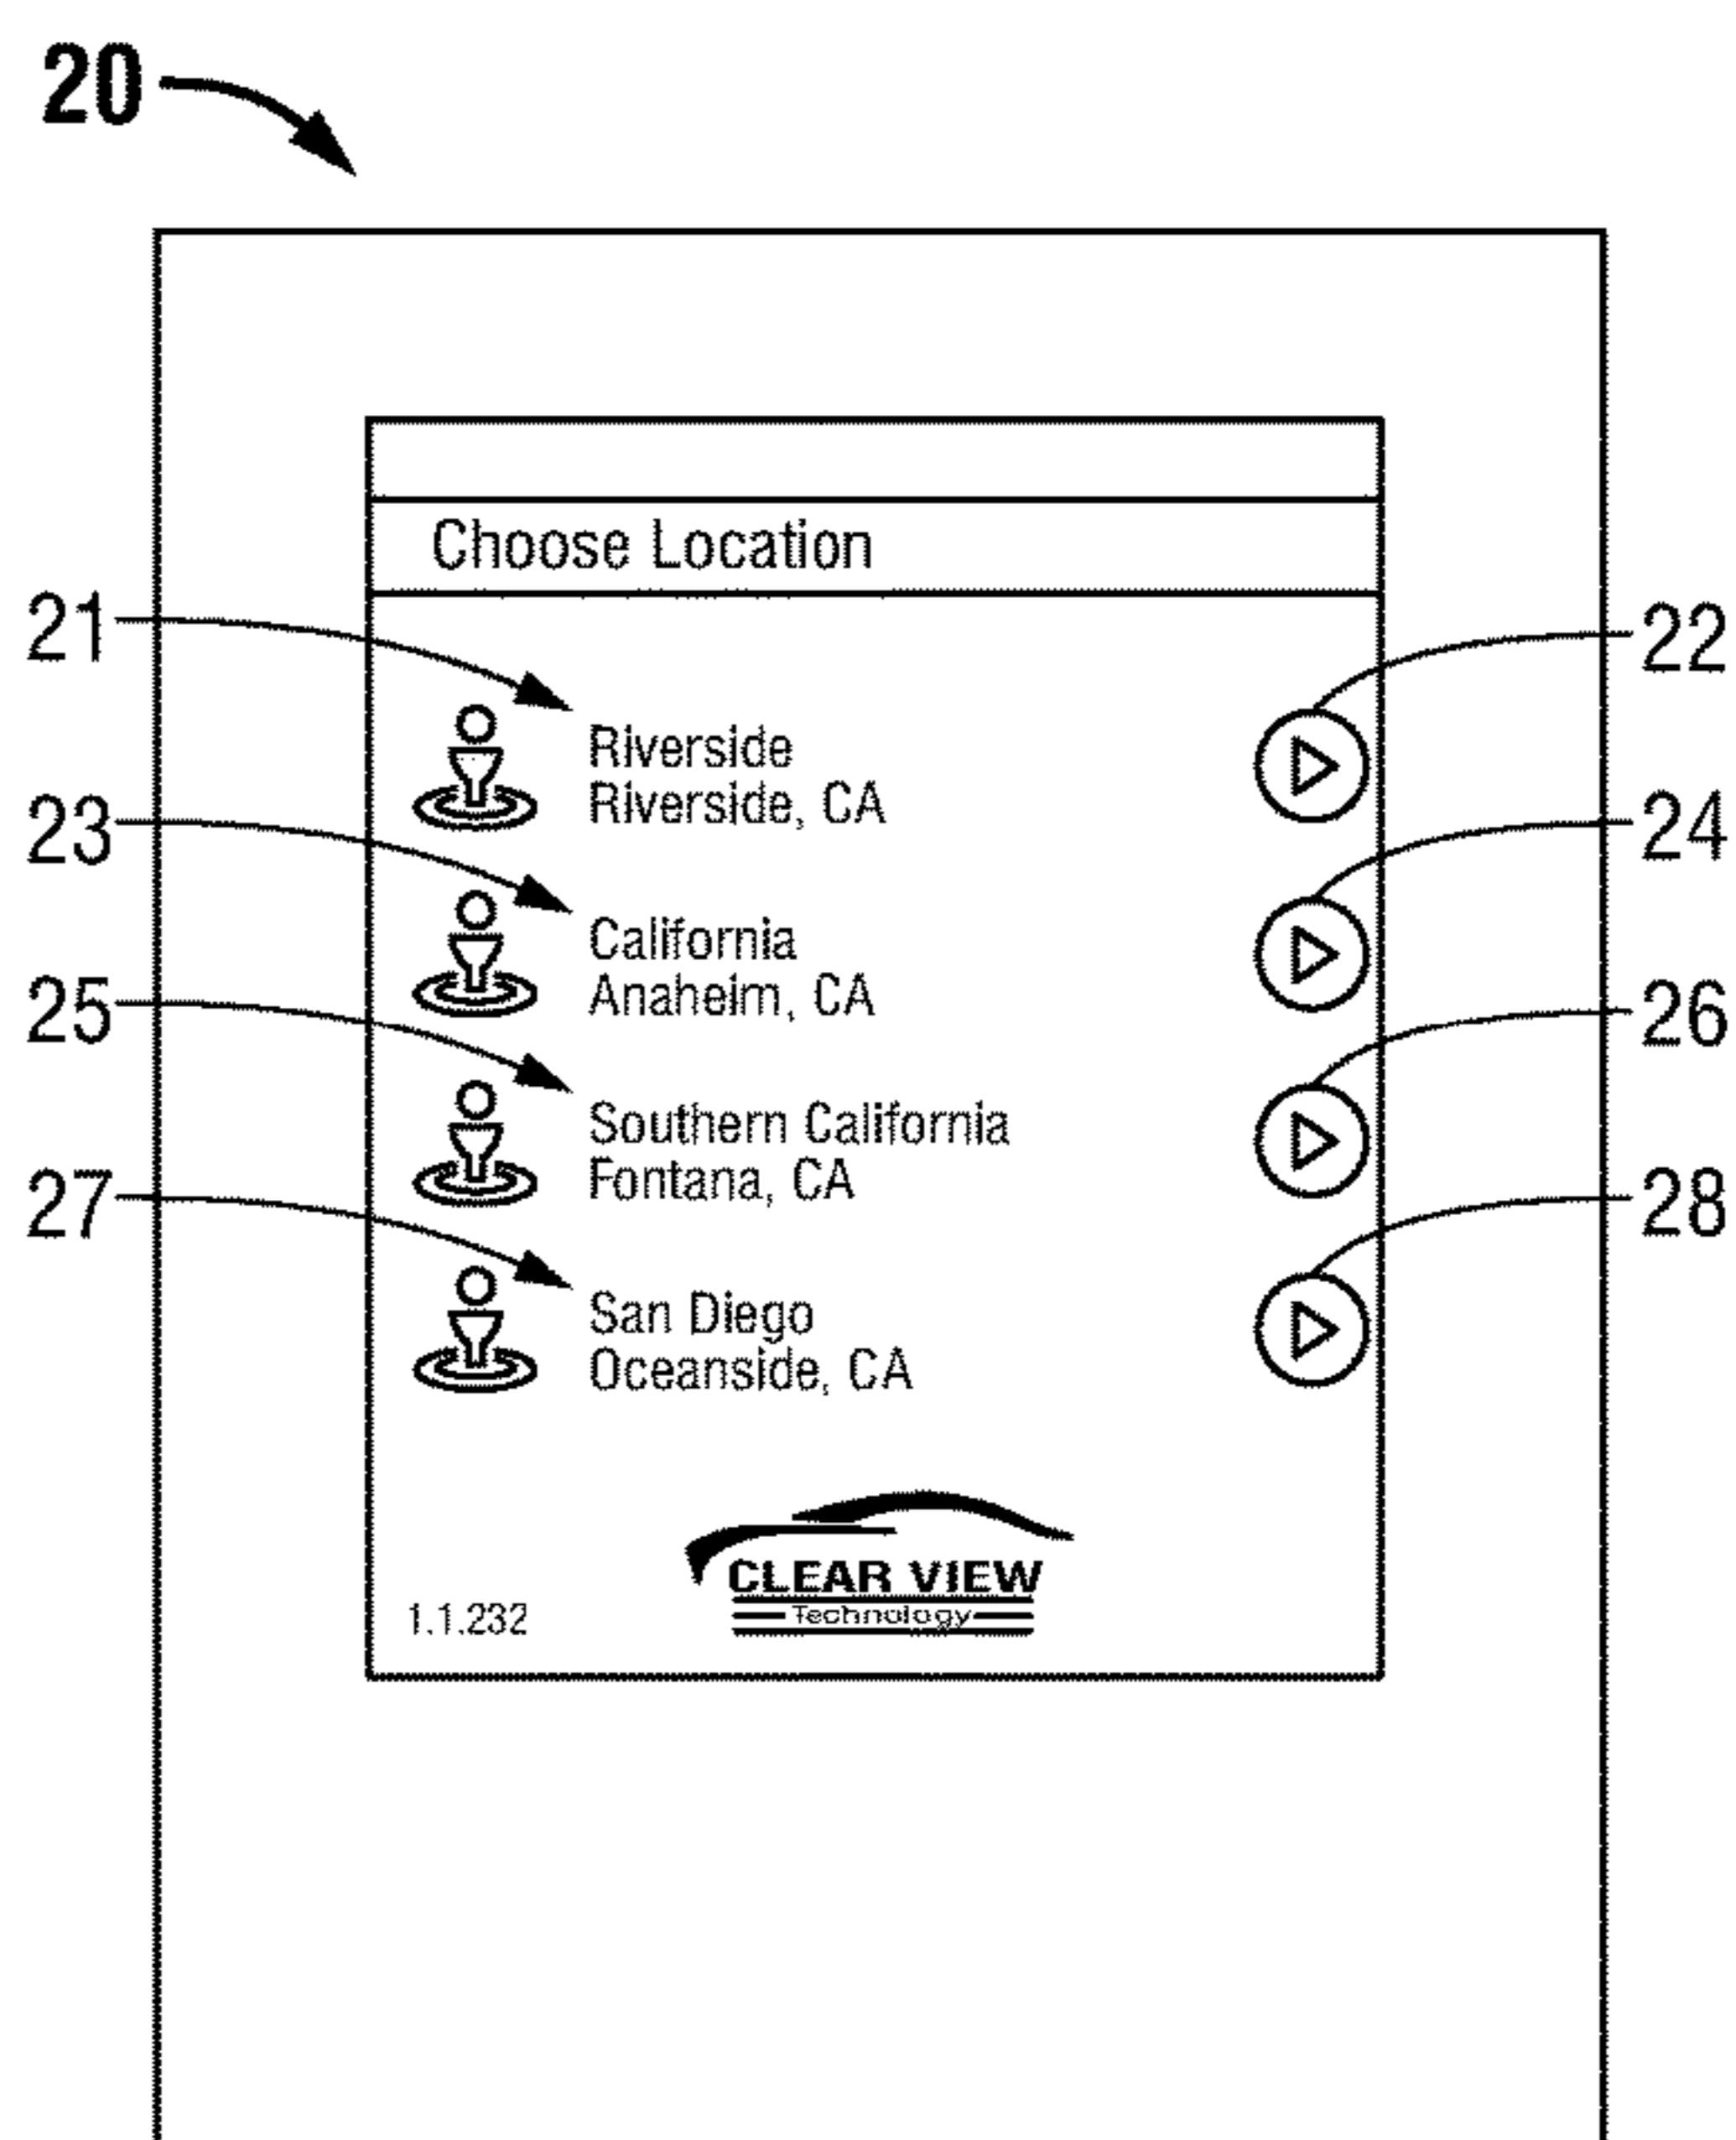 20
Choose Location
21
22
Riverside
Riverside, CA
23
24
California
Anaheim, CA
25
26
Southern California
Fontana, CA
27
28
San Diego
Oceanside, CA
CLEAR VIEW
Technology
1.1.232